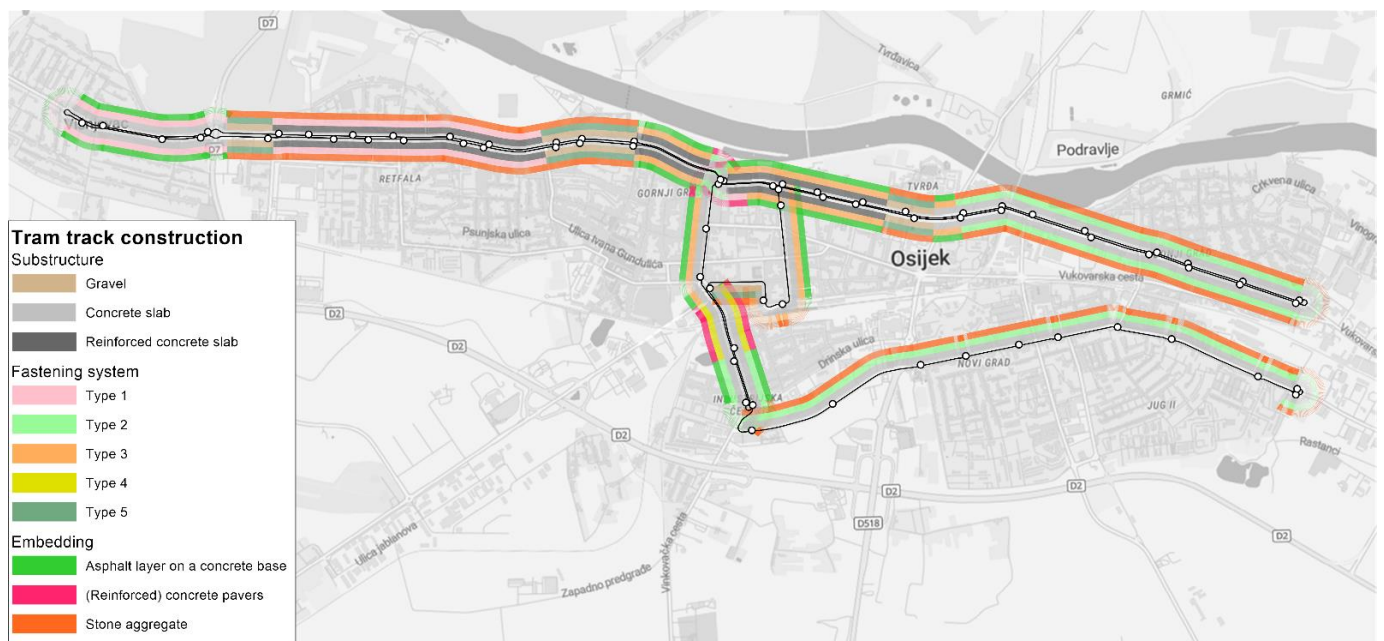 D7
Tvrđavica
GRMIĆ
Podravlje
D7
RETFALA
TVRĐA
Crkvena ulica
Psunjska ulica
Ulica Ivana Gundulića
Osijek
Vukovarska cesta
Drinska ulica
D2
D2
NOVI GRAD
JUG II
Rastanci
D2
D2
D2
D2
D518
Ulica jablanova
Vinkovačka cesta
Zapadno predgrađe
Tram track construction
Substructure
Gravel
Concrete slab
Reinforced concrete slab
Fastening system
Type 1
Type 2
Type 3
Type 4
Type 5
Embedding
Asphalt layer on a concrete base
(Reinforced) concrete pavers
Stone aggregate